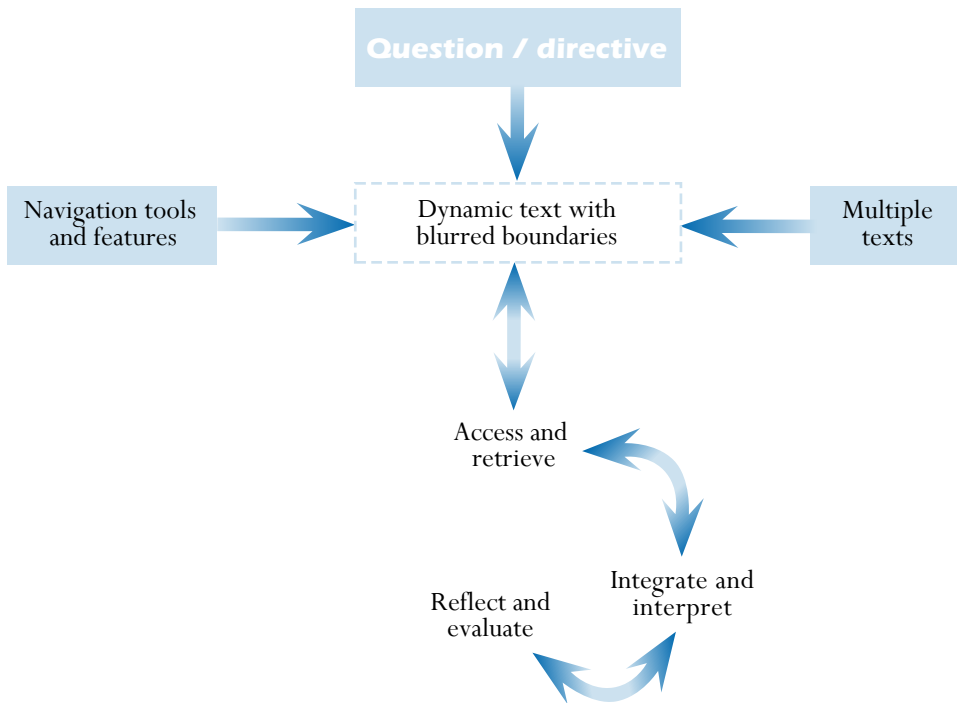 Question / directive
Navigation tools
and features
Dynamic text with
blurred boundaries
Multiple
texts
Access and
retrieve
Integrate and
interpret
Reflect and
evaluate